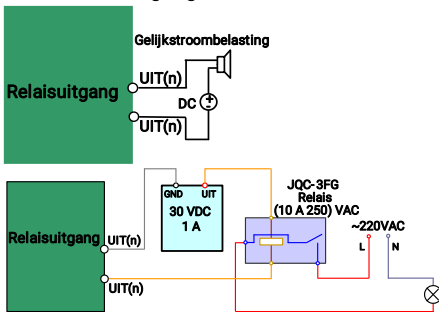 Gelijkstroombelasting
UIT(n)
Relaisuitgang
DC
UIT(n)
JQC-3FG
Relais
(10 A 250) VAC
GND UIT
30 VDC
1 A
~220VAC
Relaisuitgang
UIT(n)
L N
UIT(n)